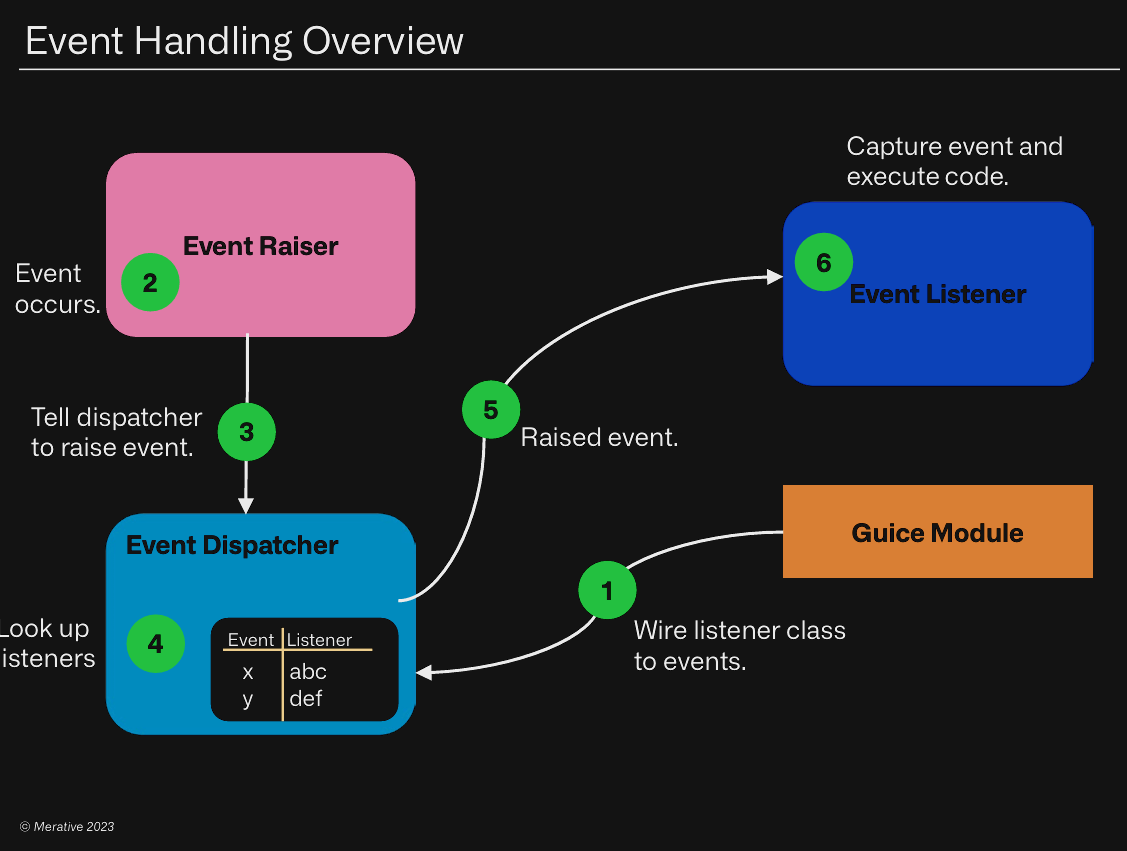 Event Handling Overview
Capture event and
execute code.
Event Raiser
2
Event
occurs.
6
Event Listener
5
Raised event.
Tell dispatcher
to raise event.
3
Guice Module
Event Dispatcher
1
Wire listener class
to events.
Look up
isteners
4
Event Listener
x abc
y def
© Merative 2023